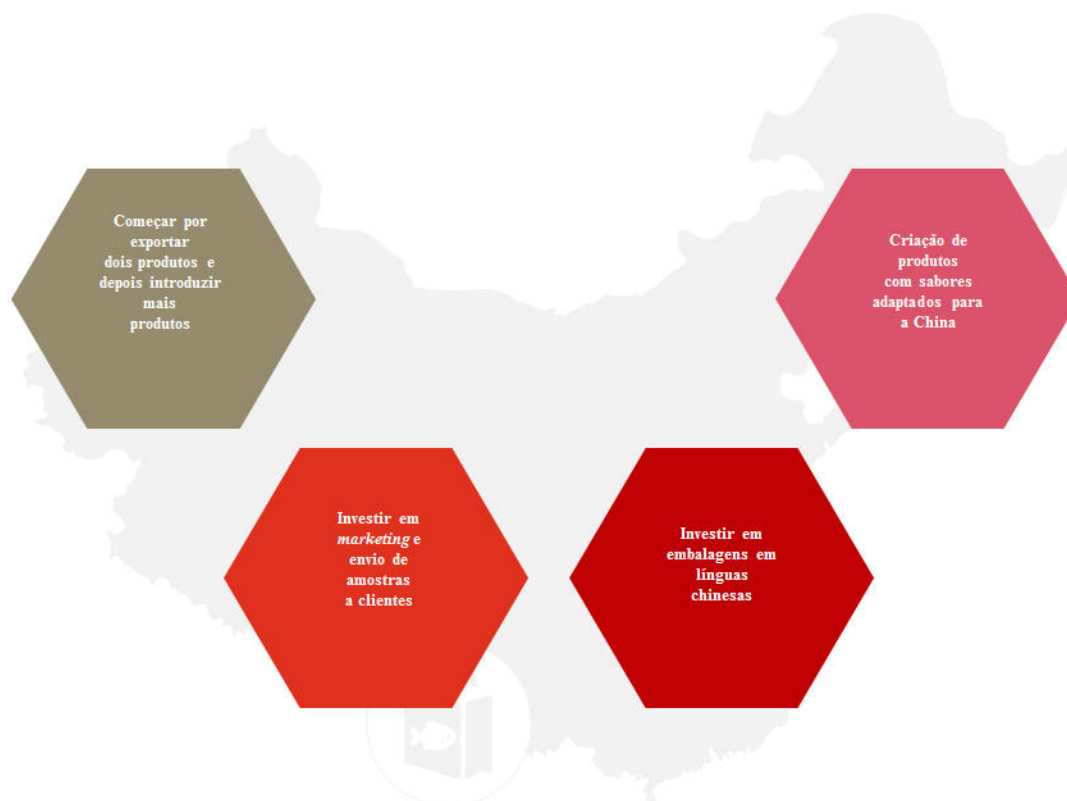 Começar por
exportar
dois produtos e
depois introduzir
mais
produtos
Criação de
produtos
com sabores
adaptados para
a China
Investir em
marketing e
envio de
amostras
a clientes
Investir em
embalagens em
línguas
chinesas